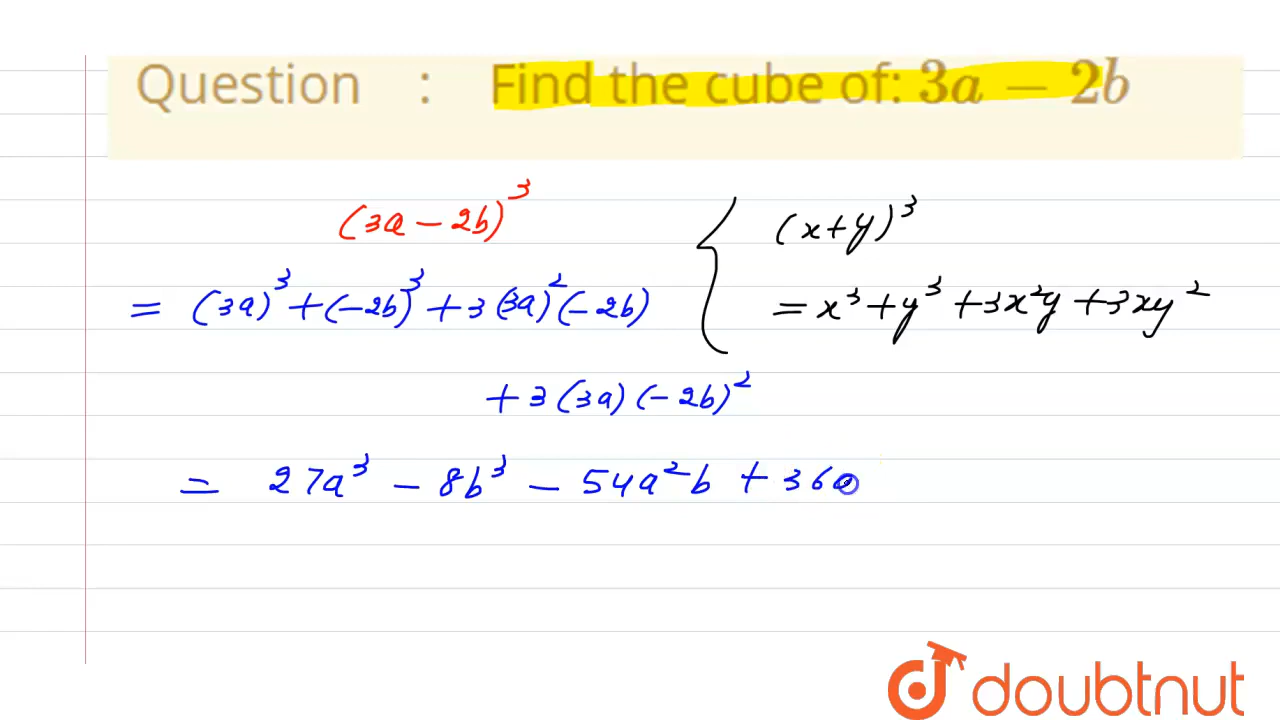 Question : Find the cube of: 3a − 2b
(3a − 2b)³
= (3a)³ + (−2b)³ + 3 (3a)² (−2b)
+ 3 (3a) (−2b)²
= 27a³ − 8b³ − 54a²b + 36a
(x+y)³
= x³ + y³ + 3x²y + 3xy²
doubtnut